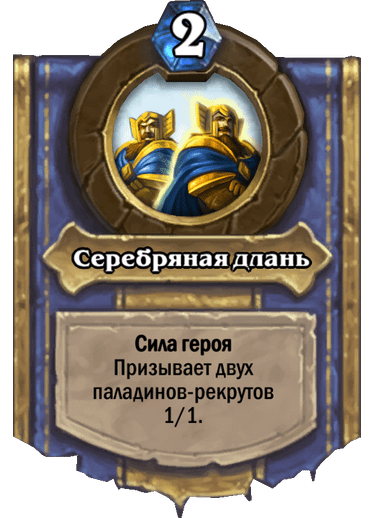 2
Серебряная длань
Сила героя
Призывает двух
паладинов-рекрутов
1/1.